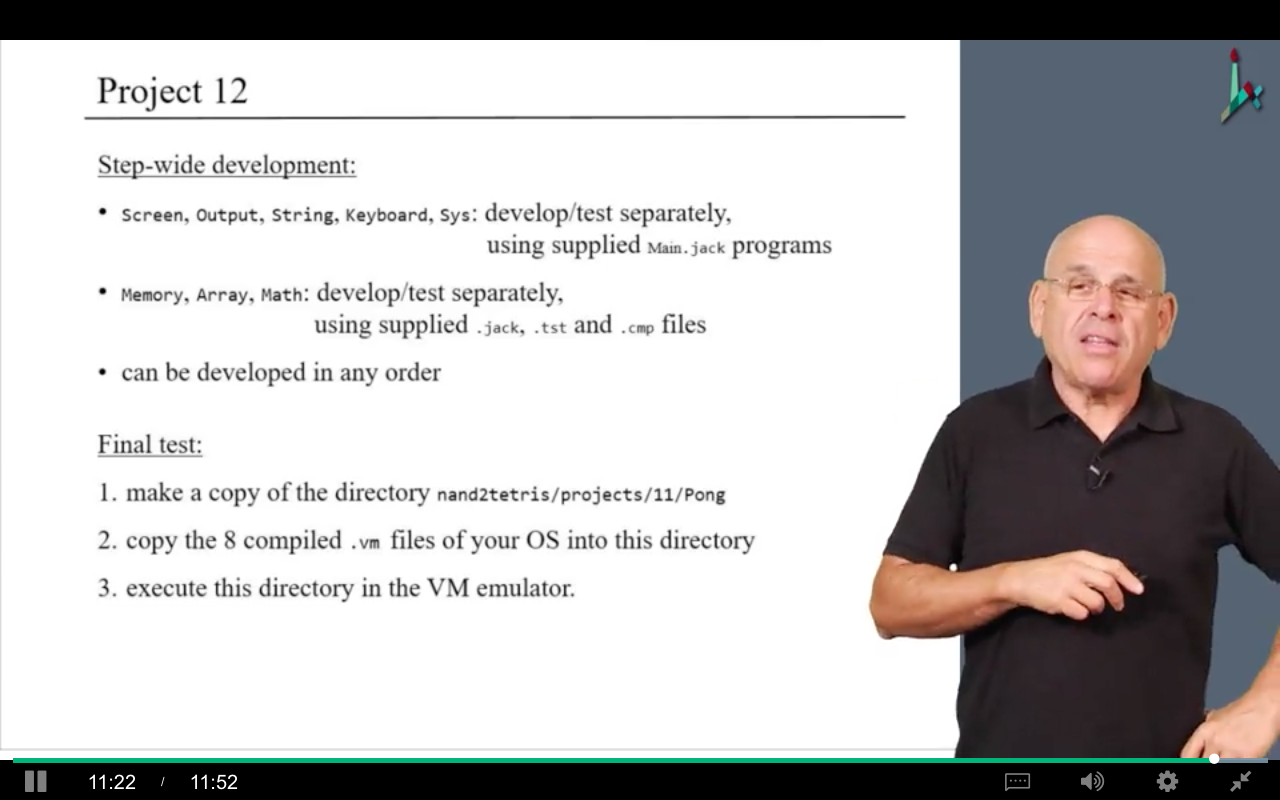 Project 12
Step-wide development:
• Screen, Output, String, Keyboard, Sys: develop/test separately,
using supplied Main.jack programs
• Memory, Array, Math: develop/test separately,
using supplied .jack, .tst and .cmp files
• can be developed in any order
Final test:
1. make a copy of the directory nand2tetris/projects/11/Pong
2. copy the 8 compiled .vm files of your OS into this directory
3. execute this directory in the VM emulator.
11:22 / 11:52